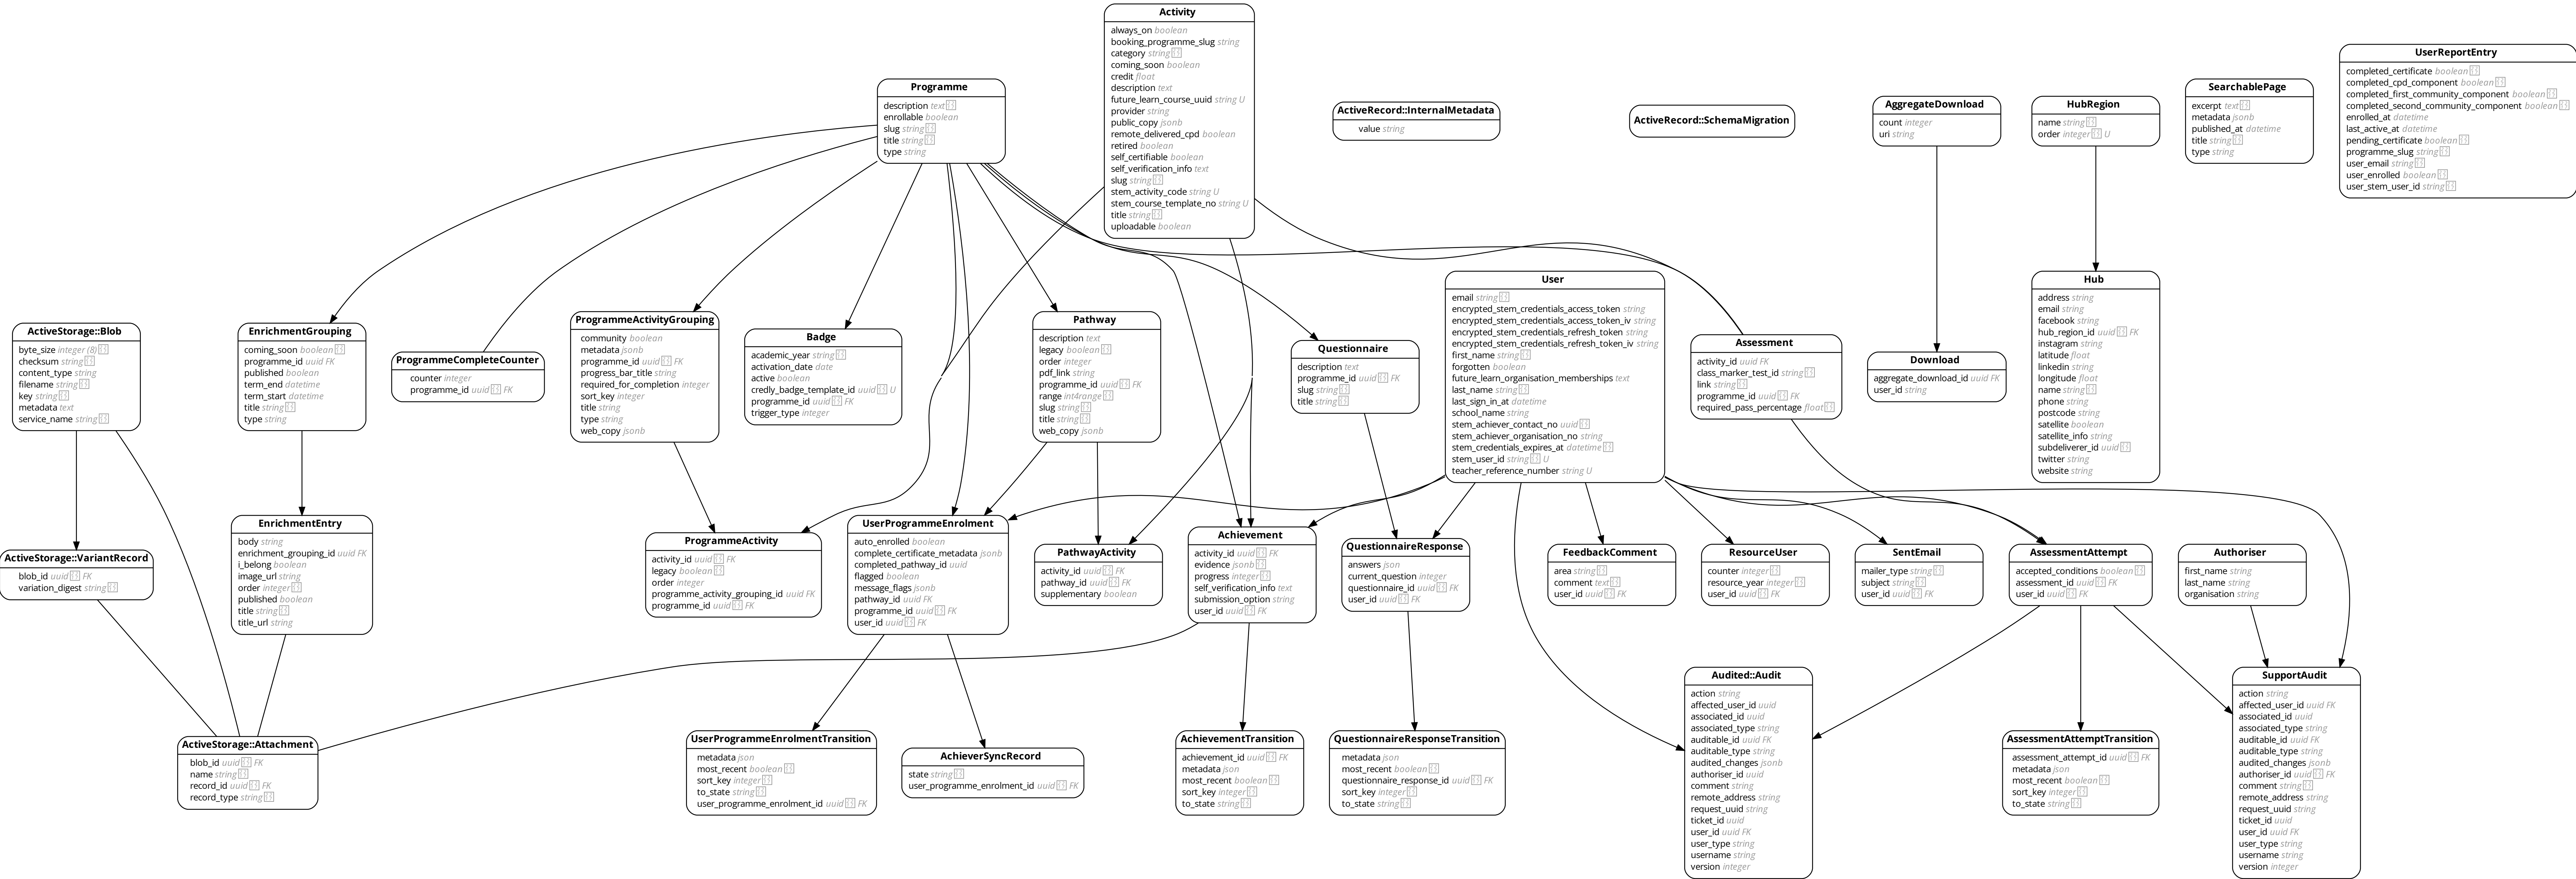 Activity
always_on boolean
booking_programme_slug string
category string
coming_soon boolean
credit float
description text
future_learn_course_uuid string U
provider string
public_copy jsonb
remote_delivered_cpd boolean
retired boolean
self_certifiable boolean
self_verification_info text
slug string
stem_activity_code string U
stem_course_template_no string U
title string
uploadable boolean
Programme
description text
enrollable boolean
slug string
title string
type string
ActiveRecord::InternalMetadata
value string
ActiveRecord::SchemaMigration
AggregateDownload
count integer
uri string
HubRegion
name string
order integer U
SearchablePage
excerpt text
metadata jsonb
published_at datetime
title string
type string
UserReportEntry
completed_certificate boolean
completed_cpd_component boolean
completed_first_community_component boolean
completed_second_community_component boolean
enrolled_at datetime
last_active_at datetime
pending_certificate boolean
programme_slug string
user_email string
user_enrolled boolean
user_stem_user_id string
ActiveStorage::Blob
byte_size integer (8)
checksum string
content_type string
filename string
key string
metadata text
service_name string
EnrichmentGrouping
coming_soon boolean
programme_id uuid FK
published boolean
term_end datetime
term_start datetime
title string
type string
ProgrammeCompleteCounter
counter integer
programme_id uuid FK
ProgrammeActivityGrouping
community boolean
metadata jsonb
programme_id uuid FK
progress_bar_title string
required_for_completion integer
sort_key integer
title string
type string
web_copy jsonb
Badge
academic_year string
activation_date date
active boolean
credly_badge_template_id uuid U
programme_id uuid FK
trigger_type integer
Pathway
description text
legacy boolean
order integer
pdf_link string
programme_id uuid FK
range int4range
slug string
title string
web_copy jsonb
Questionnaire
description text
programme_id uuid FK
slug string
title string
User
email string
encrypted_stem_credentials_access_token string
encrypted_stem_credentials_access_token_iv string
encrypted_stem_credentials_refresh_token string
encrypted_stem_credentials_refresh_token_iv string
first_name string
forgotten boolean
future_learn_organisation_memberships text
last_name string
last_sign_in_at datetime
school_name string
stem_achiever_contact_no uuid
stem_achiever_organisation_no string
stem_credentials_expires_at datetime
stem_user_id string U
teacher_reference_number string U
Assessment
activity_id uuid FK
class_marker_test_id string
link string
programme_id uuid FK
required_pass_percentage float
Download
aggregate_download_id uuid FK
user_id string
Hub
address string
email string
facebook string
hub_region_id uuid FK
instagram string
latitude float
linkedin string
longitude float
name string
phone string
postcode string
satellite boolean
satellite_info string
subdeliverer_id uuid
twitter string
website string
ActiveStorage::VariantRecord
blob_id uuid FK
variation_digest string
EnrichmentEntry
body string
enrichment_grouping_id uuid FK
i_belong boolean
image_url string
order integer
published boolean
title string
title_url string
ProgrammeActivity
activity_id uuid FK
legacy boolean
order integer
programme_activity_grouping_id uuid FK
programme_id uuid FK
UserProgrammeEnrolment
auto_enrolled boolean
complete_certificate_metadata jsonb
completed_pathway_id uuid
flagged boolean
message_flags jsonb
pathway_id uuid FK
programme_id uuid FK
user_id uuid FK
PathwayActivity
activity_id uuid FK
pathway_id uuid FK
supplementary boolean
Achievement
activity_id uuid FK
evidence jsonb
progress integer
self_verification_info text
submission_option string
user_id uuid FK
QuestionnaireResponse
answers json
current_question integer
questionnaire_id uuid FK
user_id uuid FK
FeedbackComment
area string
comment text
user_id uuid FK
ResourceUser
counter integer
resource_year integer
user_id uuid FK
SentEmail
mailer_type string
subject string
user_id uuid FK
AssessmentAttempt
accepted_conditions boolean
assessment_id uuid FK
user_id uuid FK
Authoriser
first_name string
last_name string
organisation string
ActiveStorage::Attachment
blob_id uuid FK
name string
record_id uuid FK
record_type string
UserProgrammeEnrolmentTransition
metadata json
most_recent boolean
sort_key integer
to_state string
user_programme_enrolment_id uuid FK
AchieverSyncRecord
state string
user_programme_enrolment_id uuid FK
AchievementTransition
achievement_id uuid FK
metadata json
most_recent boolean
sort_key integer
to_state string
QuestionnaireResponseTransition
metadata json
most_recent boolean
questionnaire_response_id uuid FK
sort_key integer
to_state string
Audited::Audit
action string
affected_user_id uuid
associated_id uuid
associated_type string
auditable_id uuid FK
auditable_type string
audited_changes jsonb
authoriser_id uuid
comment string
remote_address string
request_uuid string
ticket_id uuid
user_id uuid FK
user_type string
username string
version integer
AssessmentAttemptTransition
assessment_attempt_id uuid FK
metadata json
most_recent boolean
sort_key integer
to_state string
SupportAudit
action string
affected_user_id uuid FK
associated_id uuid
associated_type string
auditable_id uuid FK
auditable_type string
audited_changes jsonb
authoriser_id uuid FK
comment string
remote_address string
request_uuid string
ticket_id uuid
user_id uuid FK
user_type string
username string
version integer